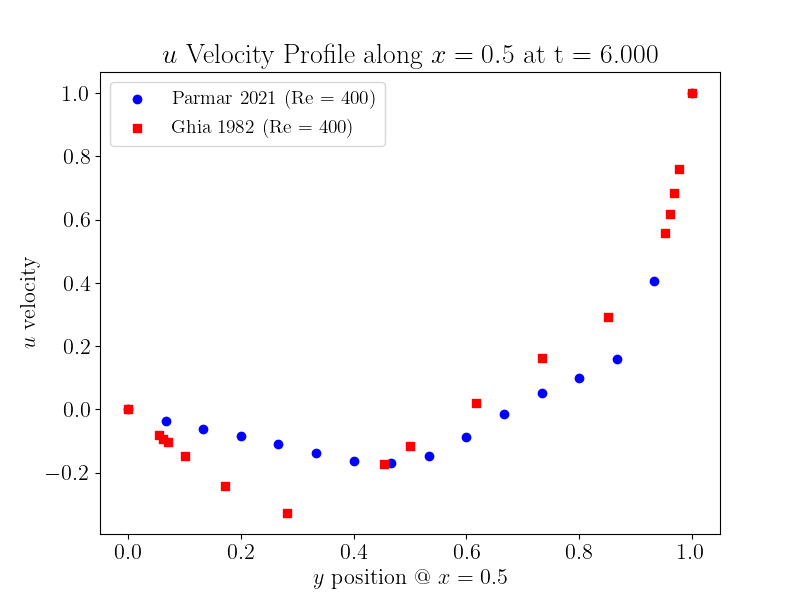 u Velocity Profile along x = 0.5 at t = 6.000
Parmar 2021 (Re = 400)
Ghia 1982 (Re = 400)
u velocity
1.0
0.8
0.6
0.4
0.2
0.0
−0.2
0.0 0.2 0.4 0.6 0.8 1.0
y position @ x = 0.5